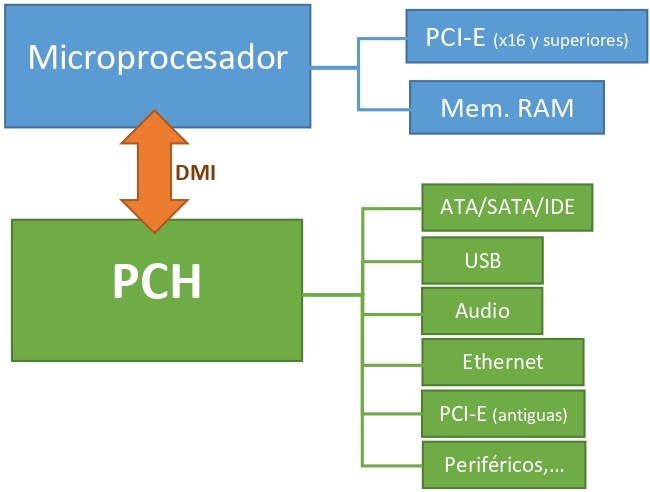 Microprocesador
PCI-E (x16 y superiores)
Mem. RAM
DMI
PCH
ATA/SATA/IDE
USB
Audio
Ethernet
PCI-E (antiguas)
Periféricos,...